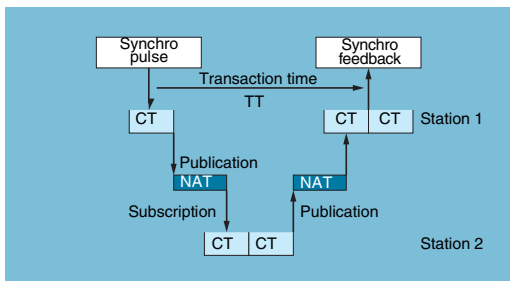 Synchro
pulse
Synchro
feedback
Transaction time
TT
CT
CT
CT
Station 1
Publication
NAT
NAT
Subscription
Publication
CT
CT
Station 2